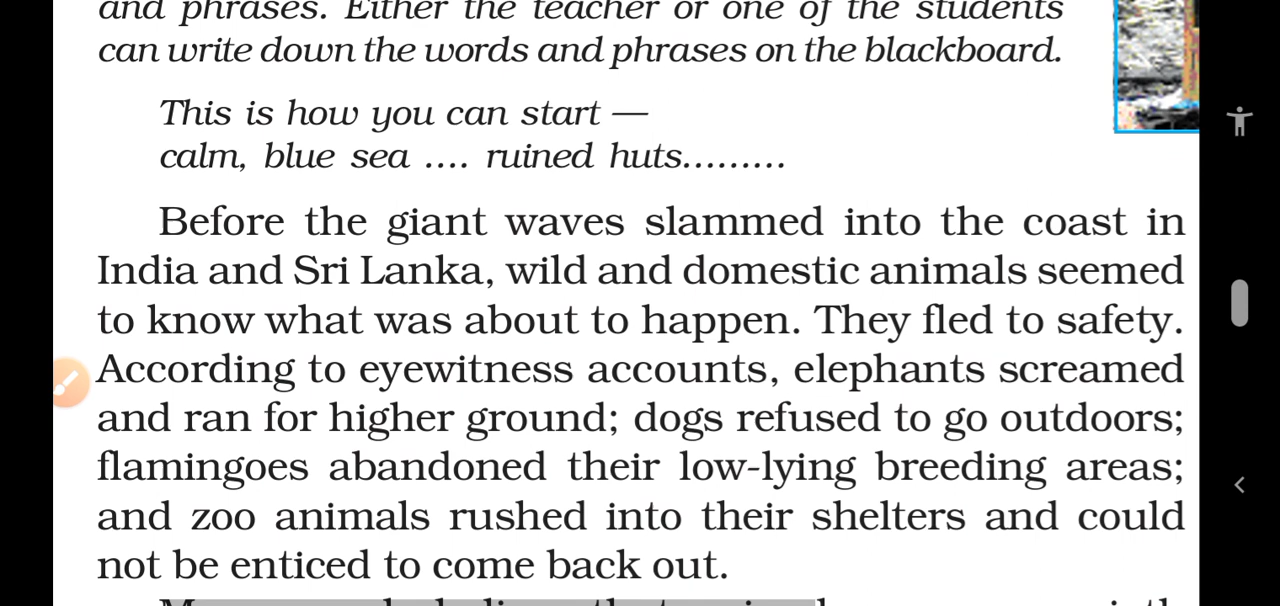 and phrases. Either the teacher or one of the students
can write down the words and phrases on the blackboard.
This is how you can start —
calm, blue sea .... ruined huts.........
Before the giant waves slammed into the coast in
India and Sri Lanka, wild and domestic animals seemed
to know what was about to happen. They fled to safety.
According to eyewitness accounts, elephants screamed
and ran for higher ground; dogs refused to go outdoors;
flamingoes abandoned their low-lying breeding areas;
and zoo animals rushed into their shelters and could
not be enticed to come back out.